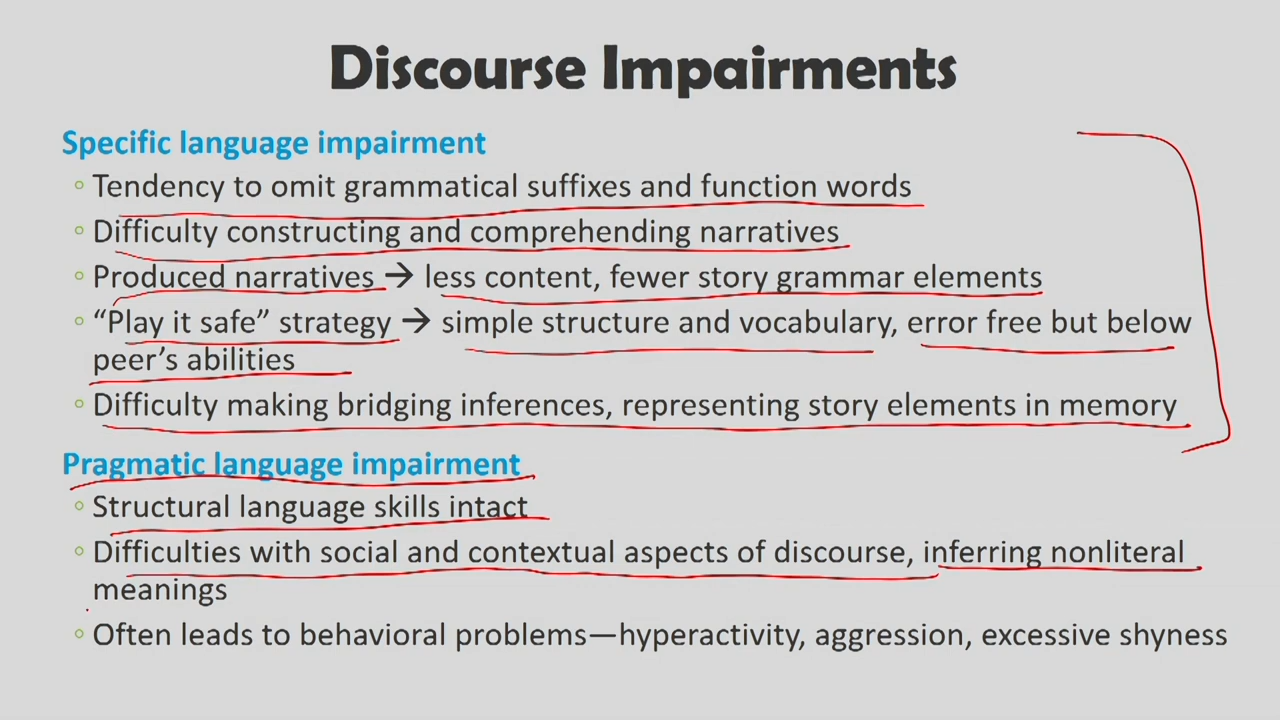 Discourse Impairments
Specific language impairment
◦ Tendency to omit grammatical suffixes and function words
◦ Difficulty constructing and comprehending narratives
◦ Produced narratives → less content, fewer story grammar elements
◦ “Play it safe” strategy → simple structure and vocabulary, error free but below
peer’s abilities
◦ Difficulty making bridging inferences, representing story elements in memory
Pragmatic language impairment
◦ Structural language skills intact
◦ Difficulties with social and contextual aspects of discourse, inferring nonliteral
meanings
◦ Often leads to behavioral problems—hyperactivity, aggression, excessive shyness